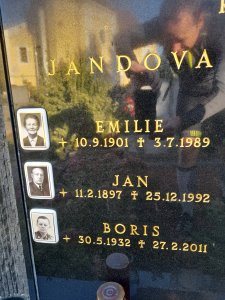 JANDOVA
EMILIE
+ 10.9.1901 ✝ 3.7.1989
JAN
+ 11.2.1897 ✝ 25.12.1992
BORIS
+ 30.5.1932 ✝ 27.2.2011